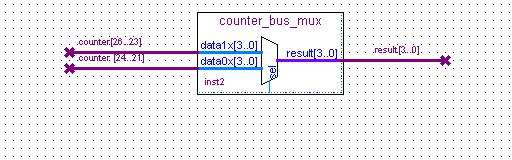 counter_bus_mux
counter.[26..23]
data1x[3..0]
result[3..0]
result.[3..0].
counter. [24..21]
data0x[3..0]
sel
inst2